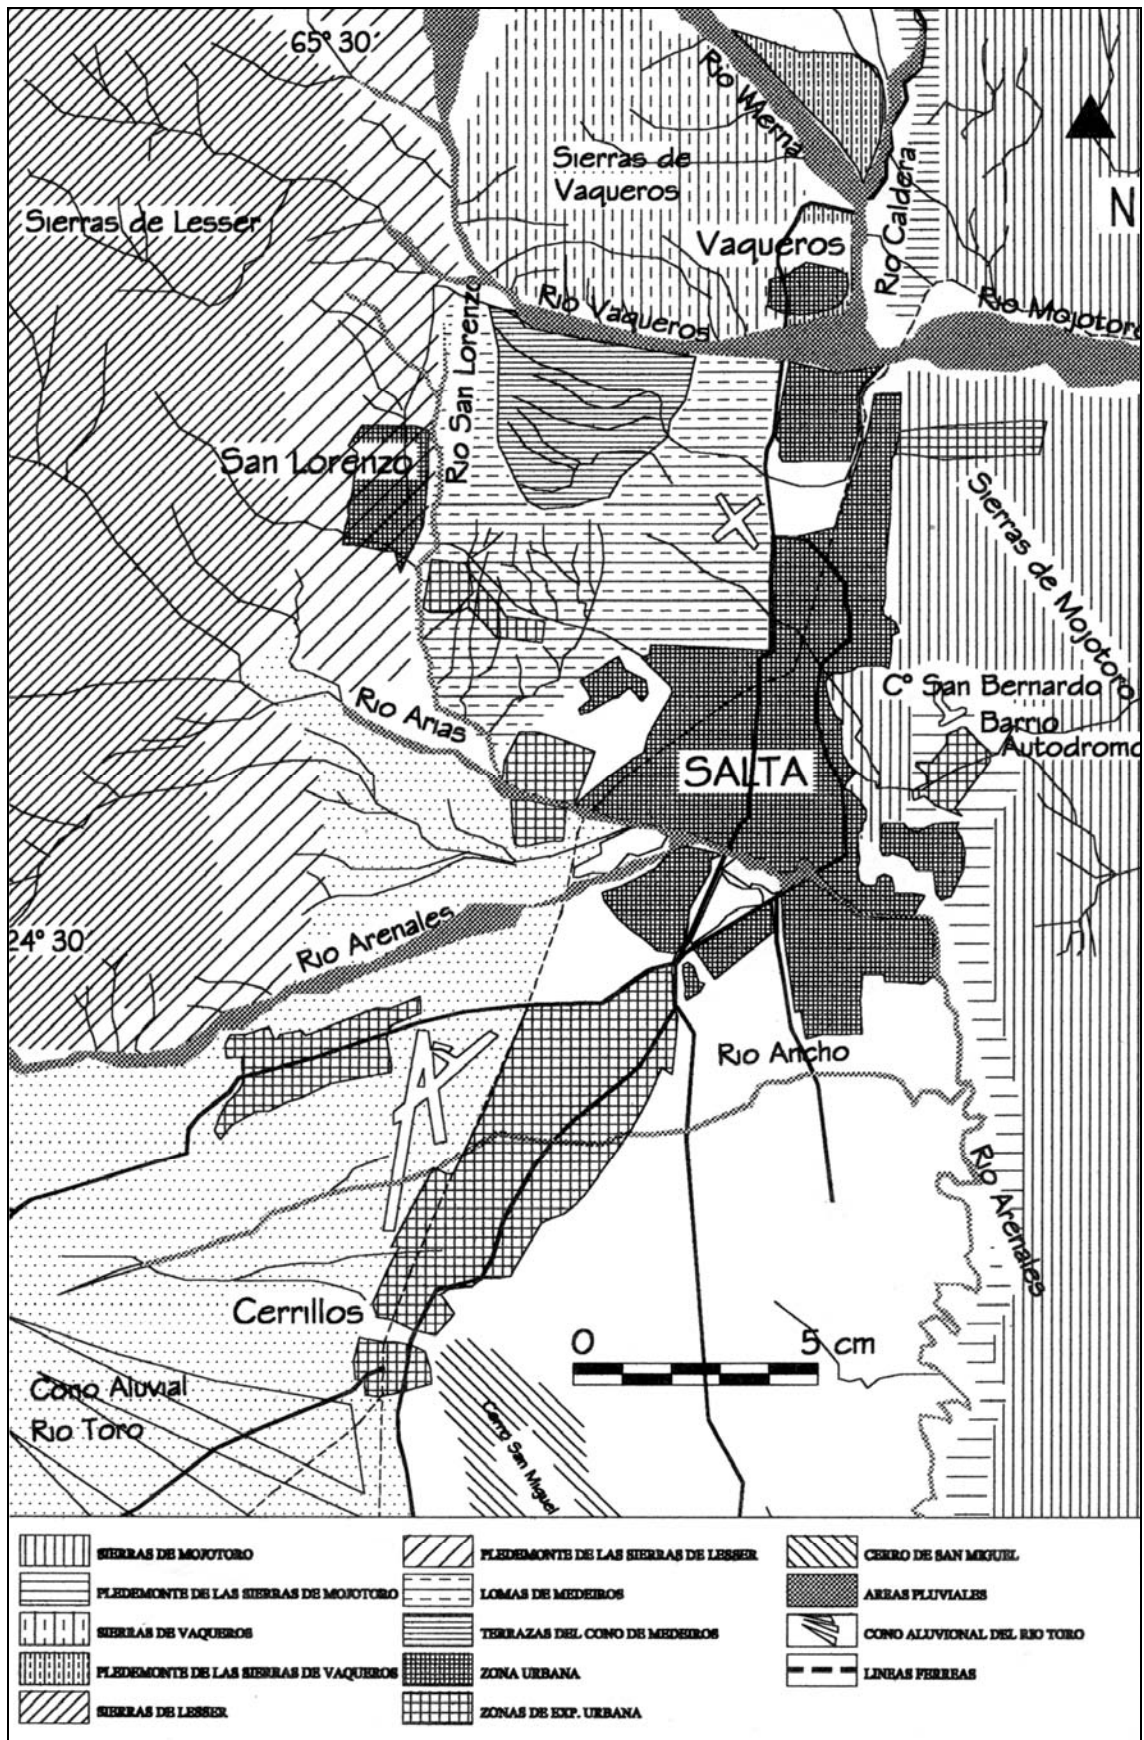 65° 30′
Rio Wierna
Sierras de
Vaqueros
Sierras de Lesser
N
Vaqueros
Rio Caldera
Rio Mojotoro
Rio Vaqueros
Rio San Lorenzo
San Lorenzo
Sierras de Mojotoro
Cº San Bernardo
Barrio
Autodromo
Rio Arias
SALTA
Rio Arenales
24° 30′
Rio Ancho
Rio Arenales
Cerrillos
0 5 cm
Cono Aluvial
Rio Toro
Cerro San Miguel
SIERRAS DE MOJOTORO
PLEDEMONTE DE LAS SIERRAS DE MOJOTORO
SIERRAS DE VAQUEROS
PLEDEMONTE DE LAS SIERRAS DE VAQUEROS
SIERRAS DE LESSER
PLEDEMONTE DE LAS SIERRAS DE LESSER
LOMAS DE MEDEIROS
TERRAZAS DEL CONO DE MEDEIROS
ZONA URBANA
ZONAS DE EXP. URBANA
CERRO DE SAN MIGUEL
AREAS PLUVIALES
CONO ALUVIONAL DEL RIO TORO
LINEAS FERREAS